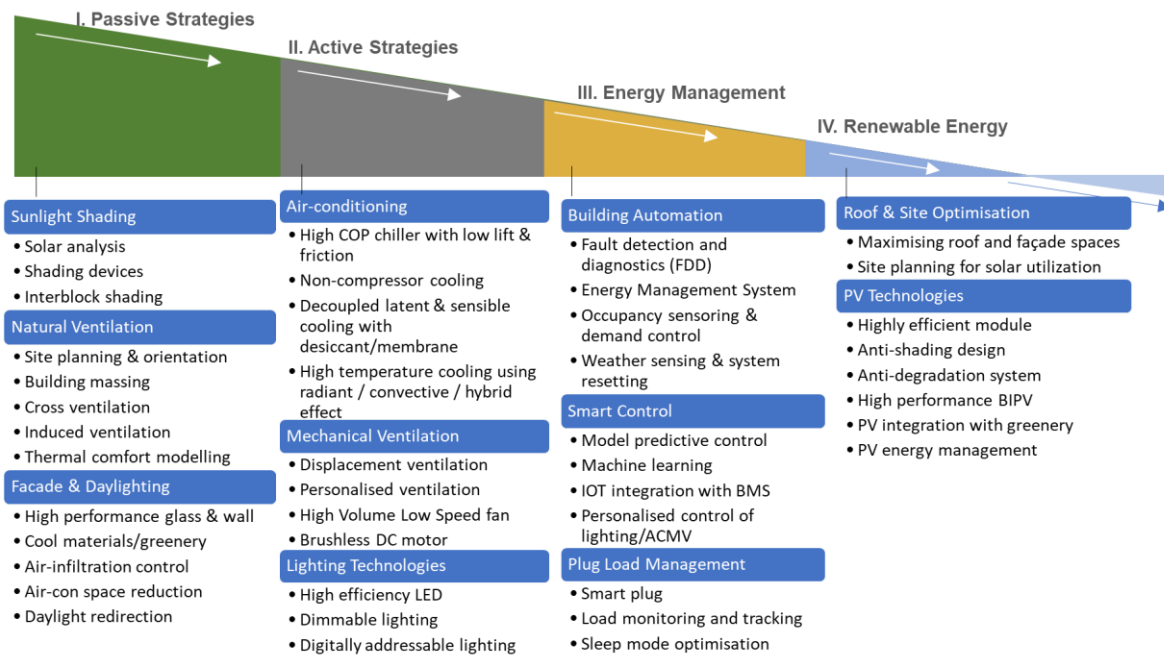 I. Passive Strategies
II. Active Strategies
III. Energy Management
IV. Renewable Energy
Sunlight Shading
• Solar analysis
• Shading devices
• Interblock shading
Natural Ventilation
• Site planning & orientation
• Building massing
• Cross ventilation
• Induced ventilation
• Thermal comfort modelling
Facade & Daylighting
• High performance glass & wall
• Cool materials/greenery
• Air-infiltration control
• Air-con space reduction
• Daylight redirection
Air-conditioning
• High COP chiller with low lift &
friction
• Non-compressor cooling
• Decoupled latent & sensible
cooling with
desiccant/membrane
• High temperature cooling using
radiant / convective / hybrid
effect
Mechanical Ventilation
• Displacement ventilation
• Personalised ventilation
• High Volume Low Speed fan
• Brushless DC motor
Lighting Technologies
• High efficiency LED
• Dimmable lighting
• Digitally addressable lighting
Building Automation
• Fault detection and
diagnostics (FDD)
• Energy Management System
• Occupancy sensoring &
demand control
• Weather sensing & system
resetting
Smart Control
• Model predictive control
• Machine learning
• IOT integration with BMS
• Personalised control of
lighting/ACMV
Plug Load Management
• Smart plug
• Load monitoring and tracking
• Sleep mode optimisation
Roof & Site Optimisation
• Maximising roof and façade spaces
• Site planning for solar utilization
PV Technologies
• Highly efficient module
• Anti-shading design
• Anti-degradation system
• High performance BIPV
• PV integration with greenery
• PV energy management